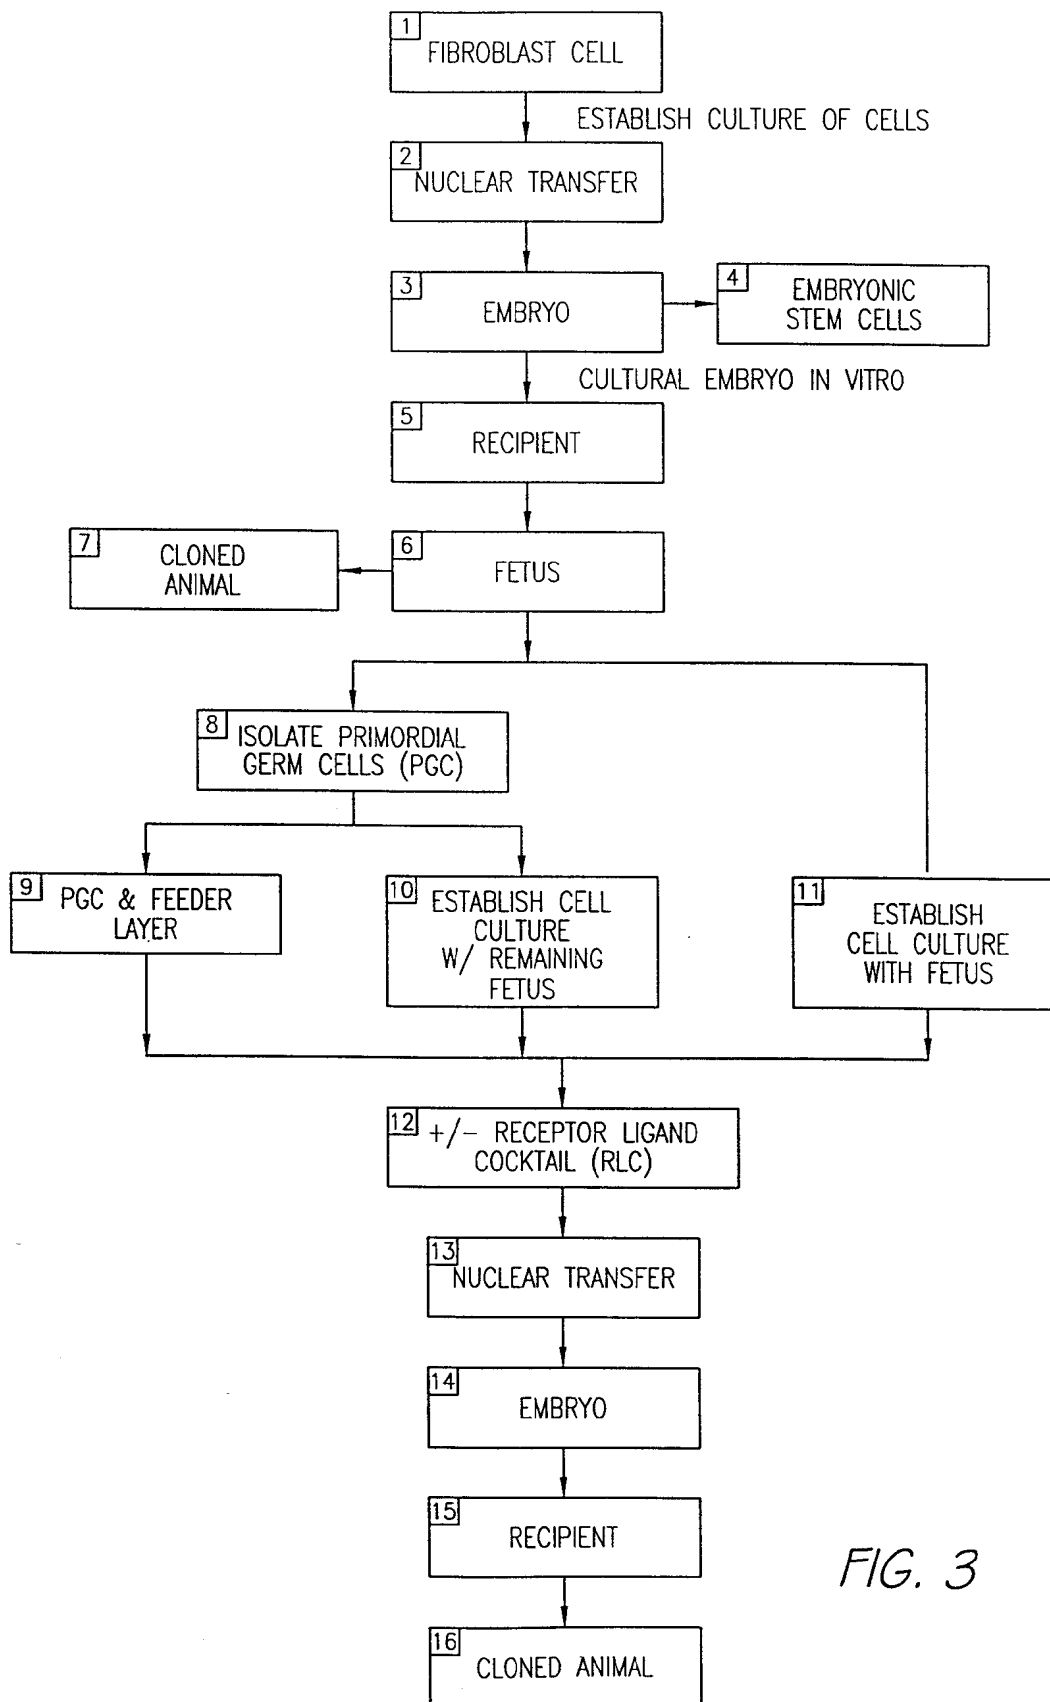 1
FIBROBLAST CELL
ESTABLISH CULTURE OF CELLS
2
NUCLEAR TRANSFER
3
EMBRYO
4
EMBRYONIC
STEM CELLS
CULTURAL EMBRYO IN VITRO
5
RECIPIENT
6
FETUS
7
CLONED
ANIMAL
8
ISOLATE PRIMORDIAL
GERM CELLS (PGC)
9
PGC & FEEDER
LAYER
10
ESTABLISH CELL
CULTURE
W/ REMAINING
FETUS
11
ESTABLISH
CELL CULTURE
WITH FETUS
12
+/- RECEPTOR LIGAND
COCKTAIL (RLC)
13
NUCLEAR TRANSFER
14
EMBRYO
15
RECIPIENT
16
CLONED ANIMAL
FIG. 3